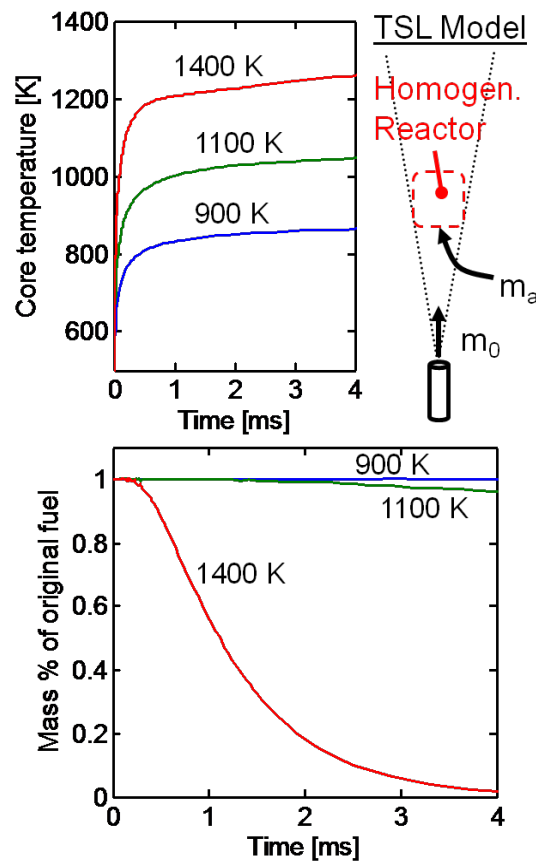 TSL Model
Homogen.
Reactor
mₐ
m₀
1400
1200
1000
800
600
Core temperature [K]
1400 K
1100 K
900 K
0
1
2
3
4
Time [ms]
1
0.8
0.6
0.4
0.2
0
Mass % of original fuel
900 K
1100 K
1400 K
0
1
2
3
4
Time [ms]